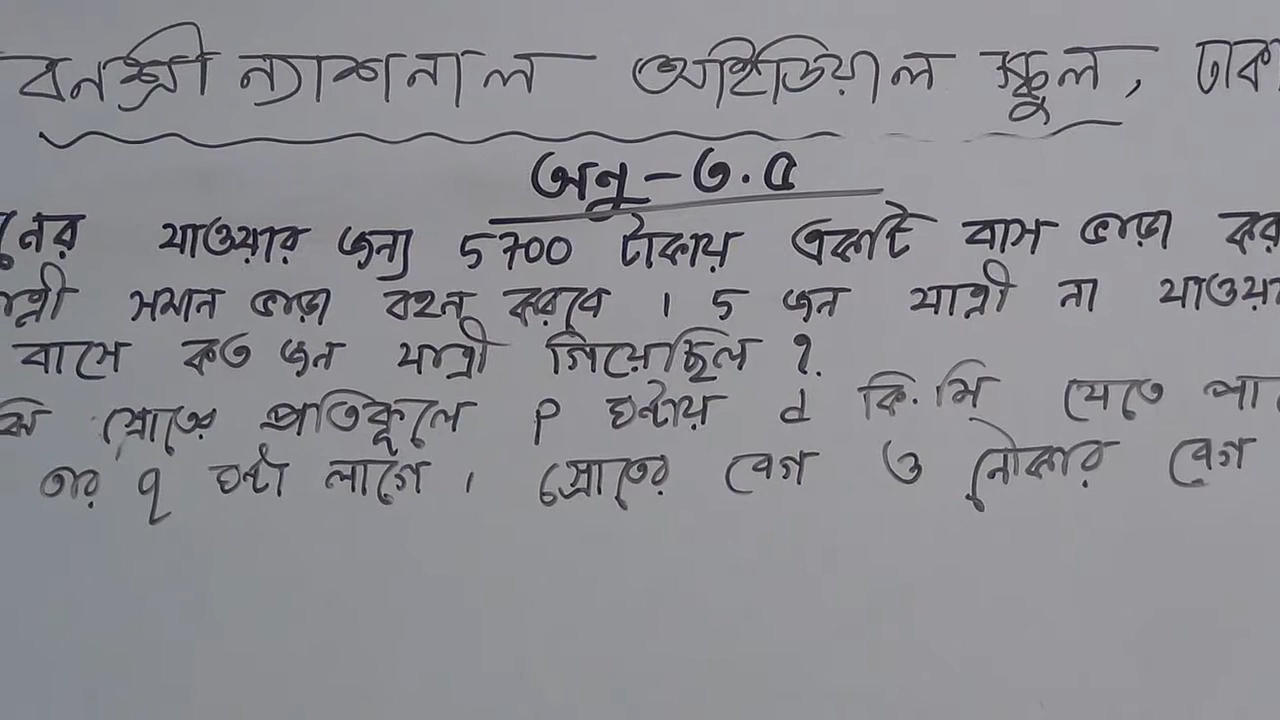 বনশ্রী ন্যাশনাল আইডিয়াল স্কুল, ঢাক
অনু - ৩.৫
নের যাওয়ার জন্য 5700 টাকায় একটি বাস ভাড়া কর
ত্রী সমান ভাড়া বহন করবে । 5 জন যাত্রী না যাওয়া
বাসে কত জন যাত্রী গিয়েছিল ?
স্রোতের প্রতিকূলে p ঘন্টায় d কি.মি যেতে পা
তার q ঘন্টা লাগে । স্রোতের বেগ ও নৌকার বেগ